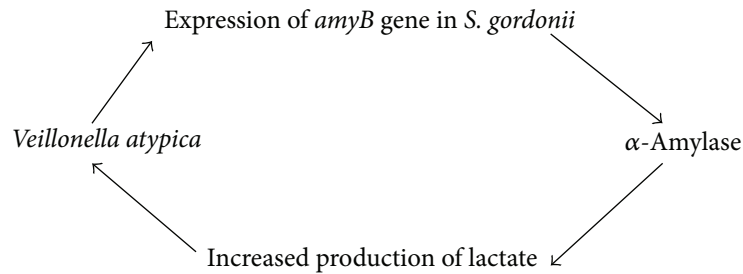 Expression of amyB gene in S. gordonii
Veillonella atypica
α-Amylase
Increased production of lactate